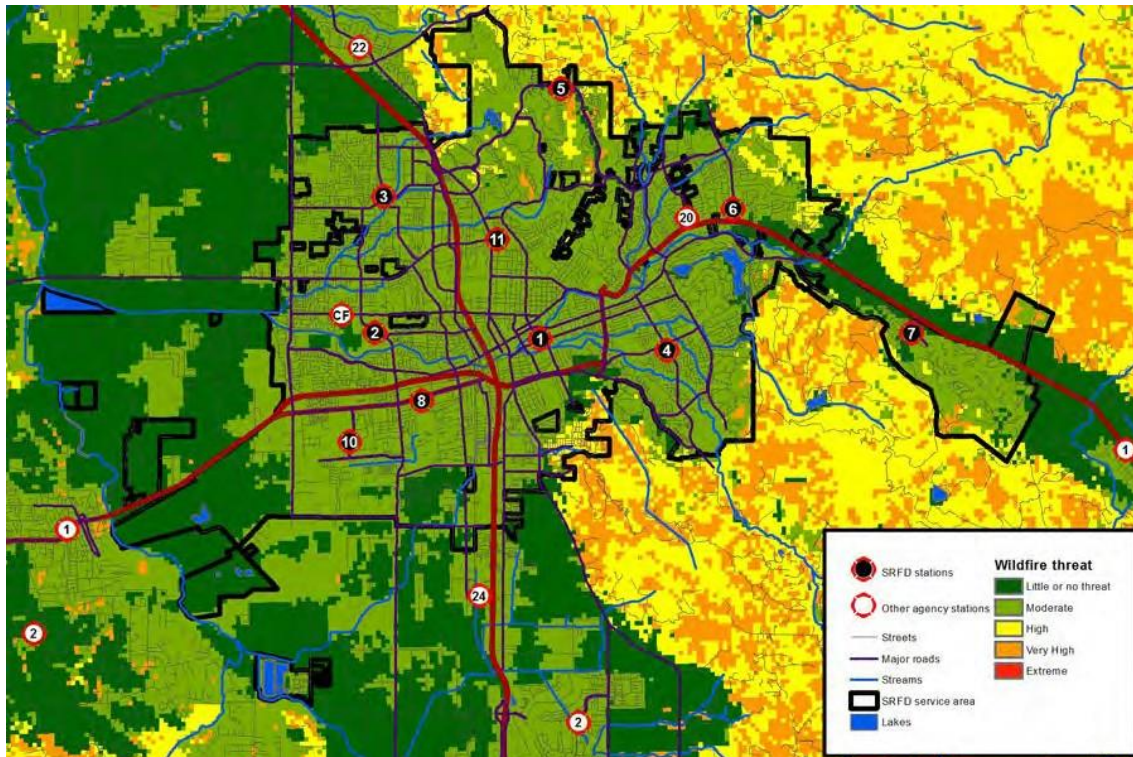 22
5
3
6
20
11
CF
2
1
7
4
8
10
1
1
24
2
2
SRFD stations
Other agency stations
Streets
Major roads
Streams
SRFD service area
Lakes
Wildfire threat
Little or no threat
Moderate
High
Very High
Extreme